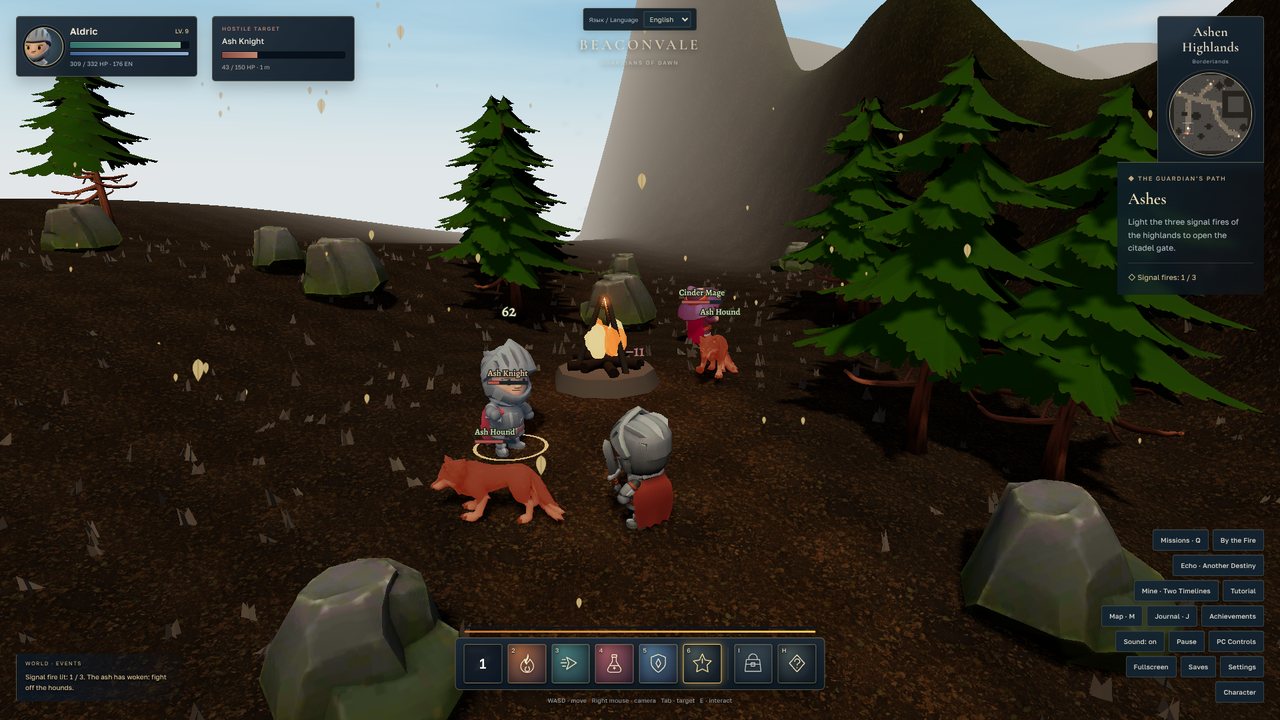 Aldric
LV. 9
309 / 332 HP · 176 EN
HOSTILE TARGET
Ash Knight
43 / 150 HP · 1 m
Язык / Language
English
BEACONVALE
OF DAWN
Ashen
Highlands
Borderlands
THE GUARDIAN'S PATH
Ashes
Light the three signal fires of
the highlands to open the
citadel gate.
Signal fires: 1 / 3
62
Cinder Mage
Ash Hound
−11
Ash Knight
Ash Hound
Missions · Q
By the Fire
Echo · Another Destiny
Mine · Two Timelines
Tutorial
Map · M
Journal · J
Achievements
Sound: on
Pause
PC Controls
Fullscreen
Saves
Settings
Character
WORLD · EVENTS
Signal fire lit: 1 / 3. The ash has woken: fight
off the hounds.
1
2
3
4
5
6
I
H
WASD · move Right mouse · camera Tab · target E · interact